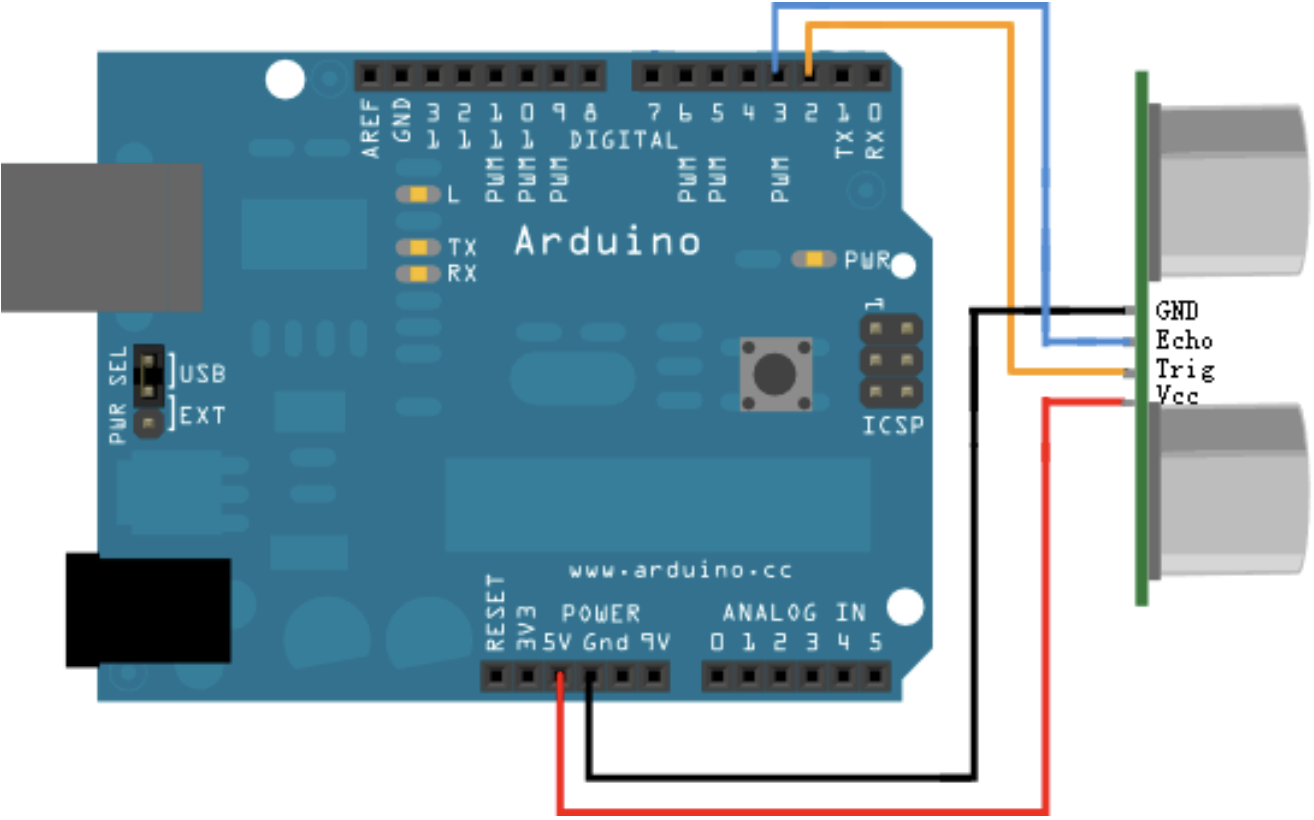 AREF GND 13 12 11 10 9 8 7 6 5 4 3 2 1 0
DIGITAL
PWM PWM PWM PWM PWM PWM TX RX
L
TX
RX
Arduino
PWR
1
ICSP
PWR SEL
USB
EXT
GND
Echo
Trig
Vcc
www.arduino.cc
POWER
RESET 3V3 5V Gnd 9V
ANALOG IN
0 1 2 3 4 5